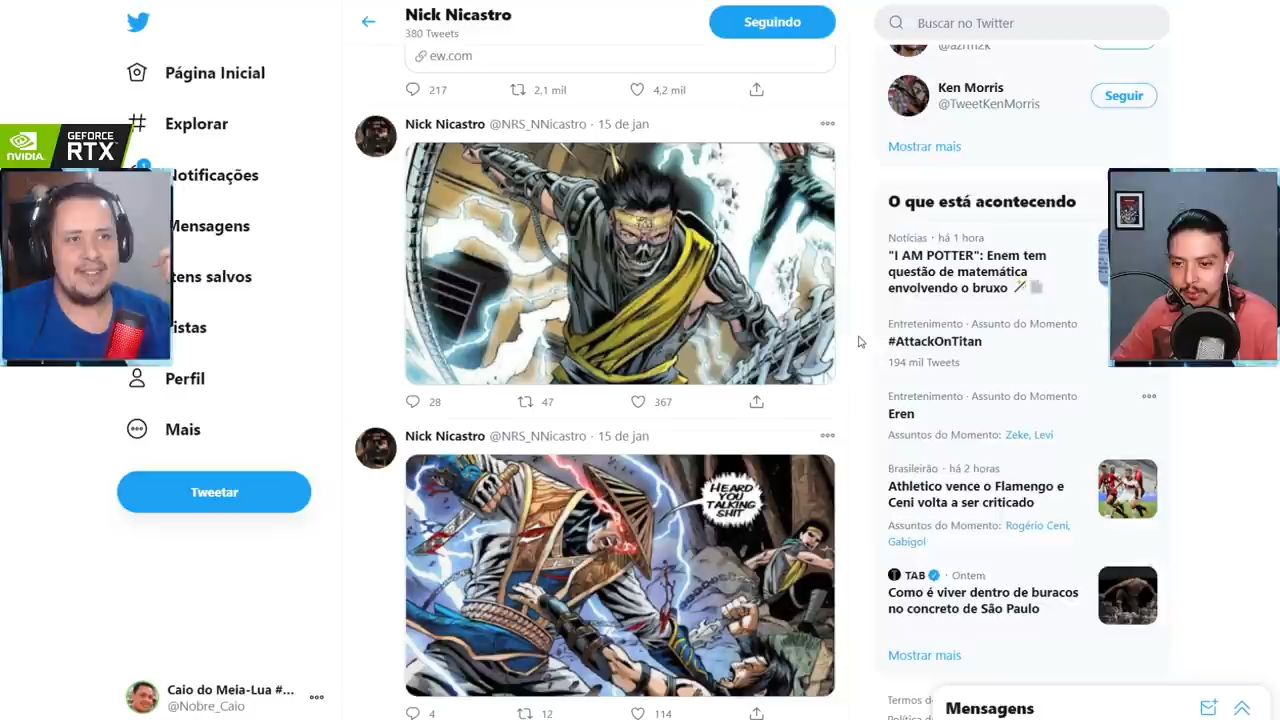 Nick Nicastro
380 Tweets
Seguindo
Buscar no Twitter
Página Inicial
Explorar
Notificações
Mensagens
Itens salvos
Listas
Perfil
Mais
Tweetar
Caio do Meia-Lua #...
@Nobre_Caio
NVIDIA
GEFORCE
RTX
1
ew.com
217
2,1 mil
4,2 mil
Nick Nicastro @NRS_NNicastro · 15 de jan
28
47
367
Nick Nicastro @NRS_NNicastro · 15 de jan
HEARD
YOU
TALKING
SHIT
4
12
114
@azrn2k
Ken Morris
@TweetKenMorris
Seguir
Mostrar mais
O que está acontecendo
Notícias · há 1 hora
"I AM POTTER": Enem tem
questão de matemática
envolvendo o bruxo
Entretenimento · Assunto do Momento
#AttackOnTitan
194 mil Tweets
Entretenimento · Assunto do Momento
Eren
Assuntos do Momento: Zeke, Levi
Brasileirão · há 2 horas
Athletico vence o Flamengo e
Ceni volta a ser criticado
Assuntos do Momento: Rogério Ceni,
Gabigol
TAB · Ontem
Como é viver dentro de buracos
no concreto de São Paulo
Mostrar mais
Termos d
Mensagens